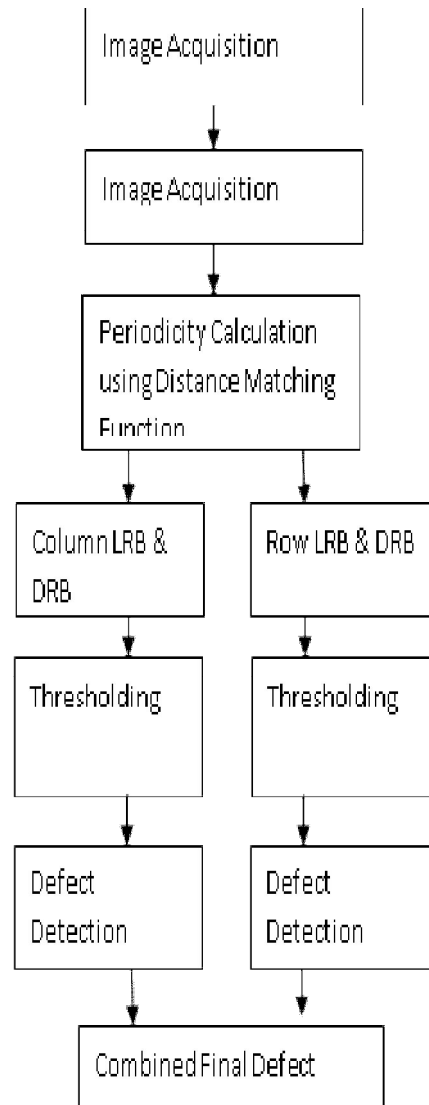 Image Acquisition
Image Acquisition
Periodicity Calculation
using Distance Matching
Function
Column LRB &
DRB
Row LRB & DRB
Thresholding
Thresholding
Defect
Detection
Defect
Detection
Combined Final Defect